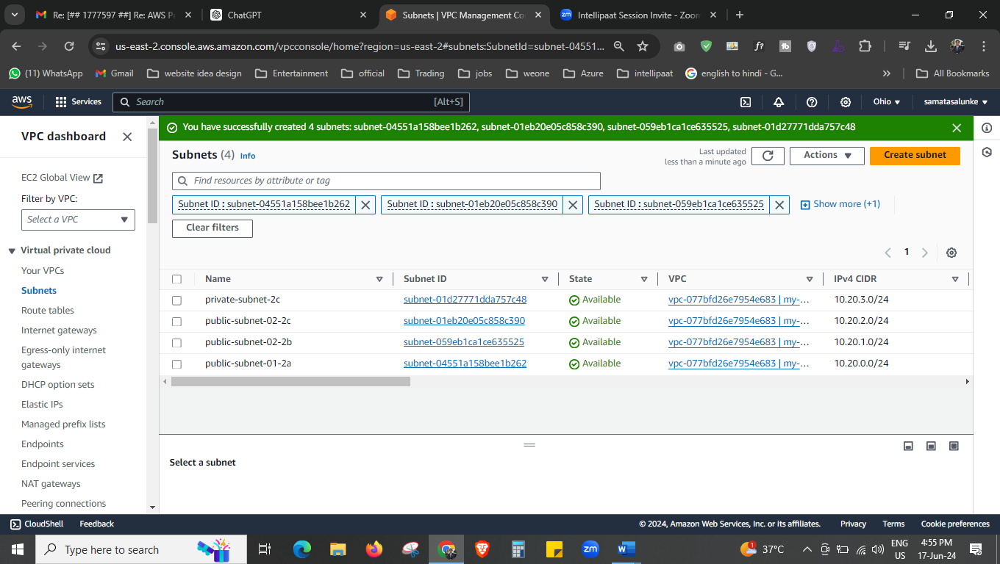 Re: [## 1777597 ##] Re: AWS Pr
ChatGPT
Subnets | VPC Management Co
Intellipaat Session Invite - Zoom
us-east-2.console.aws.amazon.com/vpcconsole/home?region=us-east-2#subnets:SubnetId=subnet-04551...
(11) WhatsApp
Gmail
website idea design
Entertainment
official
Trading
jobs
weone
Azure
intellipaat
english to hindi - G...
All Bookmarks
aws
Services
Search
[Alt+S]
Ohio
samatasalunke
VPC dashboard
EC2 Global View
Filter by VPC:
Select a VPC
Virtual private cloud
Your VPCs
Subnets
Route tables
Internet gateways
Egress-only internet
gateways
DHCP option sets
Elastic IPs
Managed prefix lists
Endpoints
Endpoint services
NAT gateways
Peering connections
You have successfully created 4 subnets: subnet-04551a158bee1b262, subnet-01eb20e05c858c390, subnet-059eb1ca1ce635525, subnet-01d27771dda757c48
Subnets (4) Info
Last updated
less than a minute ago
Actions
Create subnet
Find resources by attribute or tag
Subnet ID : subnet-04551a158bee1b262
Subnet ID : subnet-01eb20e05c858c390
Subnet ID : subnet-059eb1ca1ce635525
Show more (+1)
Clear filters
1
Name Subnet ID State VPC IPv4 CIDR
private-subnet-2c subnet-01d27771dda757c48 Available vpc-077bfd26e7954e683 | my-... 10.20.3.0/24
public-subnet-02-2c subnet-01eb20e05c858c390 Available vpc-077bfd26e7954e683 | my-... 10.20.2.0/24
public-subnet-02-2b subnet-059eb1ca1ce635525 Available vpc-077bfd26e7954e683 | my-... 10.20.1.0/24
public-subnet-01-2a subnet-04551a158bee1b262 Available vpc-077bfd26e7954e683 | my-... 10.20.0.0/24
Select a subnet
CloudShell
Feedback
© 2024, Amazon Web Services, Inc. or its affiliates.
Privacy
Terms
Cookie preferences
Type here to search
37°C
ENG
US
4:55 PM
17-Jun-24